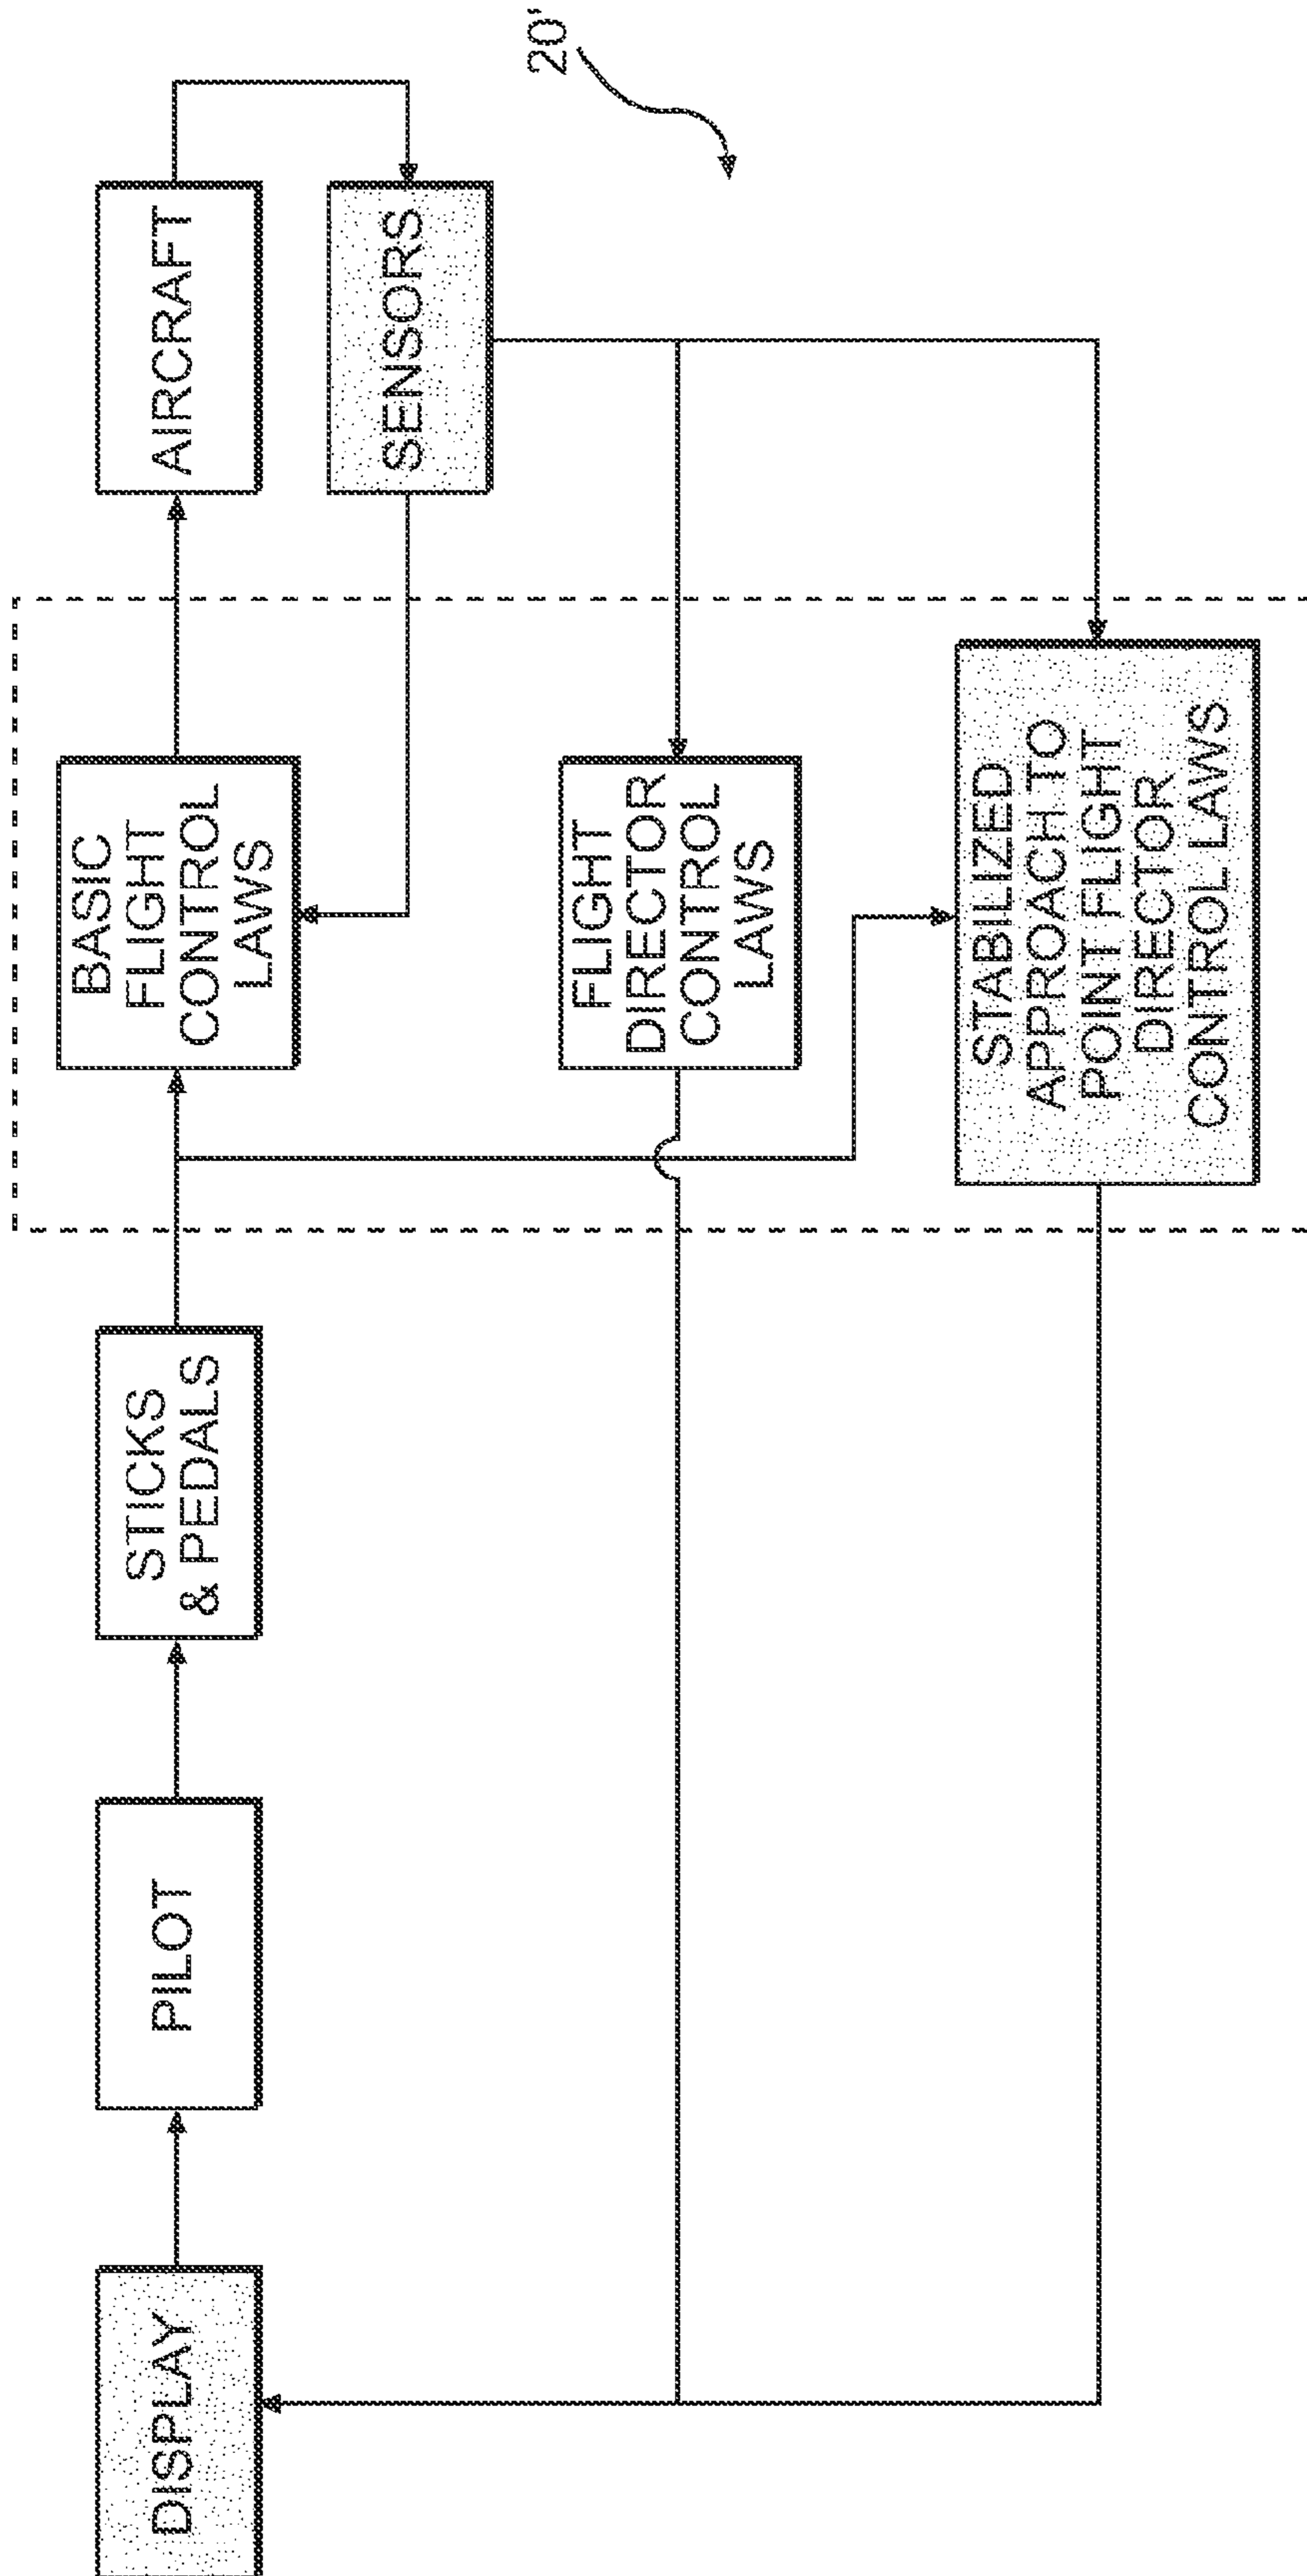 DISPLAY
PILOT
STICKS
& PEDALS
BASIC
FLIGHT
CONTROL
LAWS
AIRCRAFT
SENSORS
FLIGHT
DIRECTOR
CONTROL
LAWS
STABILIZED
APPROACH TO
POINT FLIGHT
DIRECTOR
CONTROL LAWS
20'